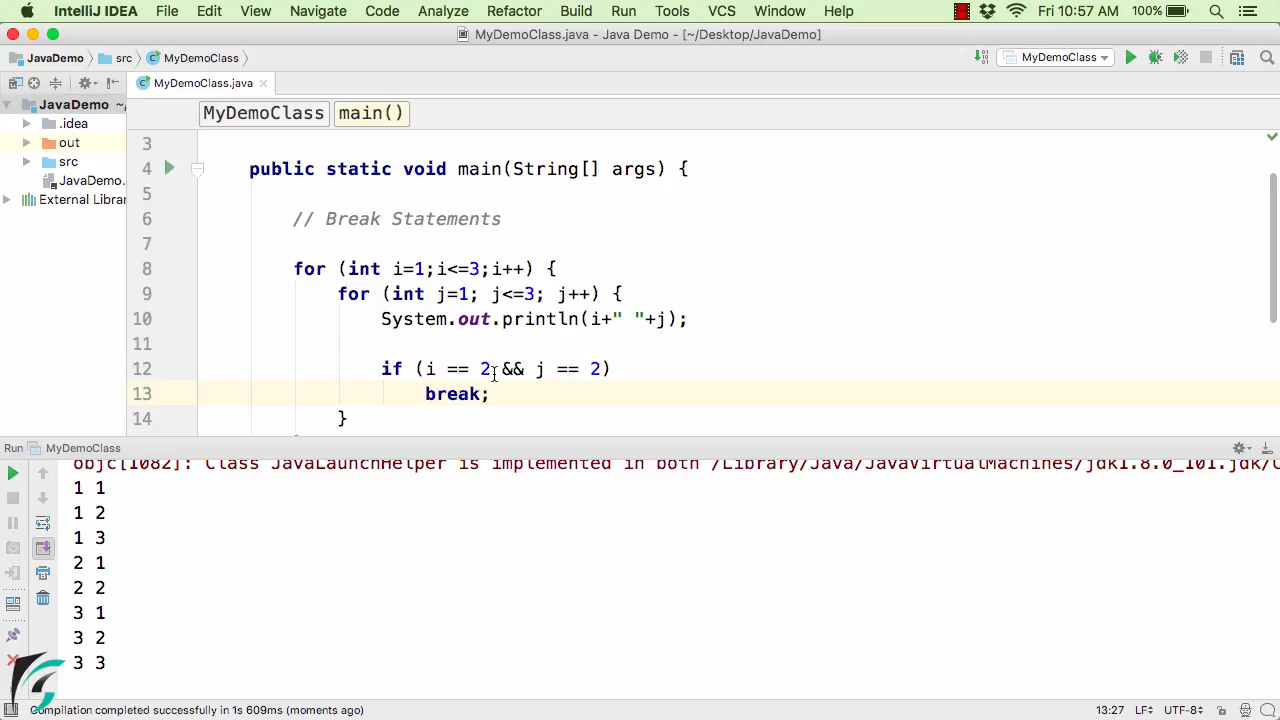 IntelliJ IDEA File Edit View Navigate Code Analyze Refactor Build Run Tools VCS Window Help 100% Fri 10:57 AM
MyDemoClass.java - Java Demo - [~/Desktop/JavaDemo]
JavaDemo src MyDemoClass MyDemoClass
MyDemoClass.java
JavaDemo ~,
.idea
out
src
JavaDemo.
External Librar
MyDemoClass main()
3
4 public static void main(String[] args) {
5
6 // Break Statements
7
8 for (int i=1;i<=3;i++) {
9 for (int j=1; j<=3; j++) {
10 System.out.println(i+" "+j);
11
12 if (i == 2 && j == 2)
13 break;
14 }
Run MyDemoClass
objc[1082]: Class JavaLaunchHelper is implemented in both /Library/Java/JavaVirtualMachines/jdk1.8.0_101.jdk/C
1 1
1 2
1 3
2 1
2 2
3 1
3 2
3 3
Compilation completed successfully in 1s 609ms (moments ago) 13:27 LF UTF-8